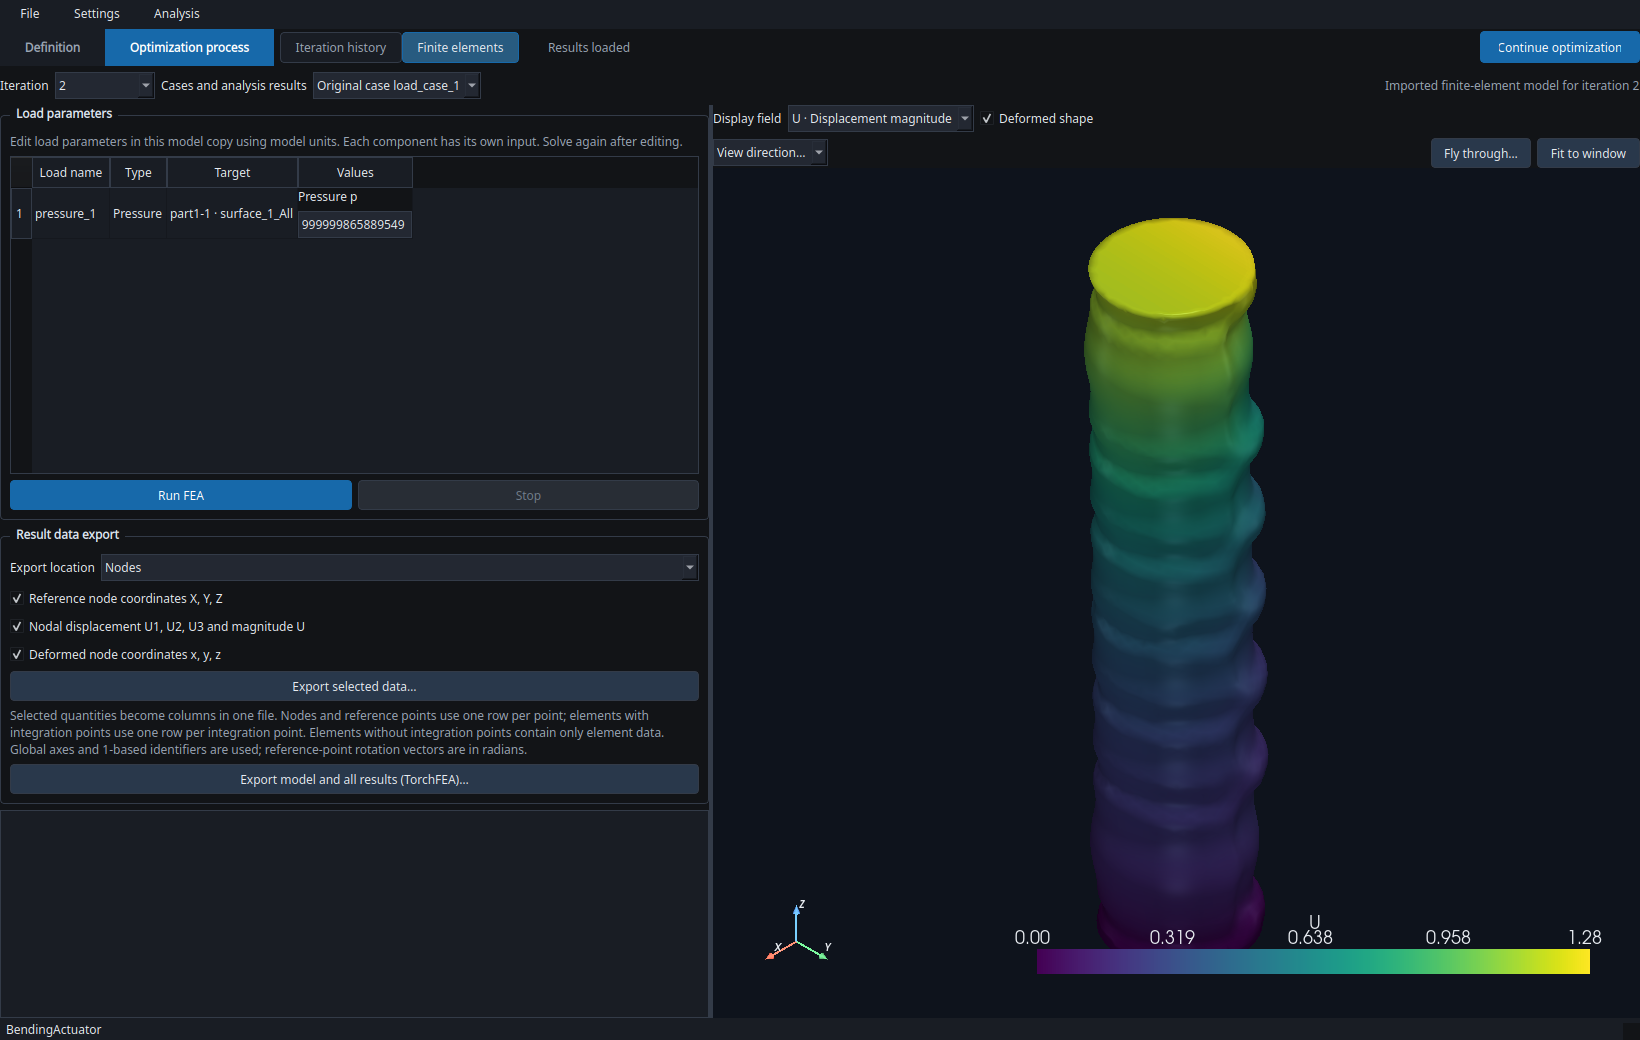 File Settings Analysis
Definition Optimization process Iteration history Finite elements Results loaded Continue optimization
Iteration 2 Cases and analysis results Original case load_case_1 Imported finite-element model for iteration 2
Load parameters
Edit load parameters in this model copy using model units. Each component has its own input. Solve again after editing.
Load name Type Target Values
1 pressure_1 Pressure part1-1 · surface_1_All Pressure p
999999865889549
Run FEA Stop
Result data export
Export location Nodes
Reference node coordinates X, Y, Z
Nodal displacement U1, U2, U3 and magnitude U
Deformed node coordinates x, y, z
Export selected data...
Selected quantities become columns in one file. Nodes and reference points use one row per point; elements with
integration points use one row per integration point. Elements without integration points contain only element data.
Global axes and 1-based identifiers are used; reference-point rotation vectors are in radians.
Export model and all results (TorchFEA)...
Display field U · Displacement magnitude Deformed shape
View direction... Fly through... Fit to window
Z
X Y
U
0.00 0.319 0.638 0.958 1.28
BendingActuator